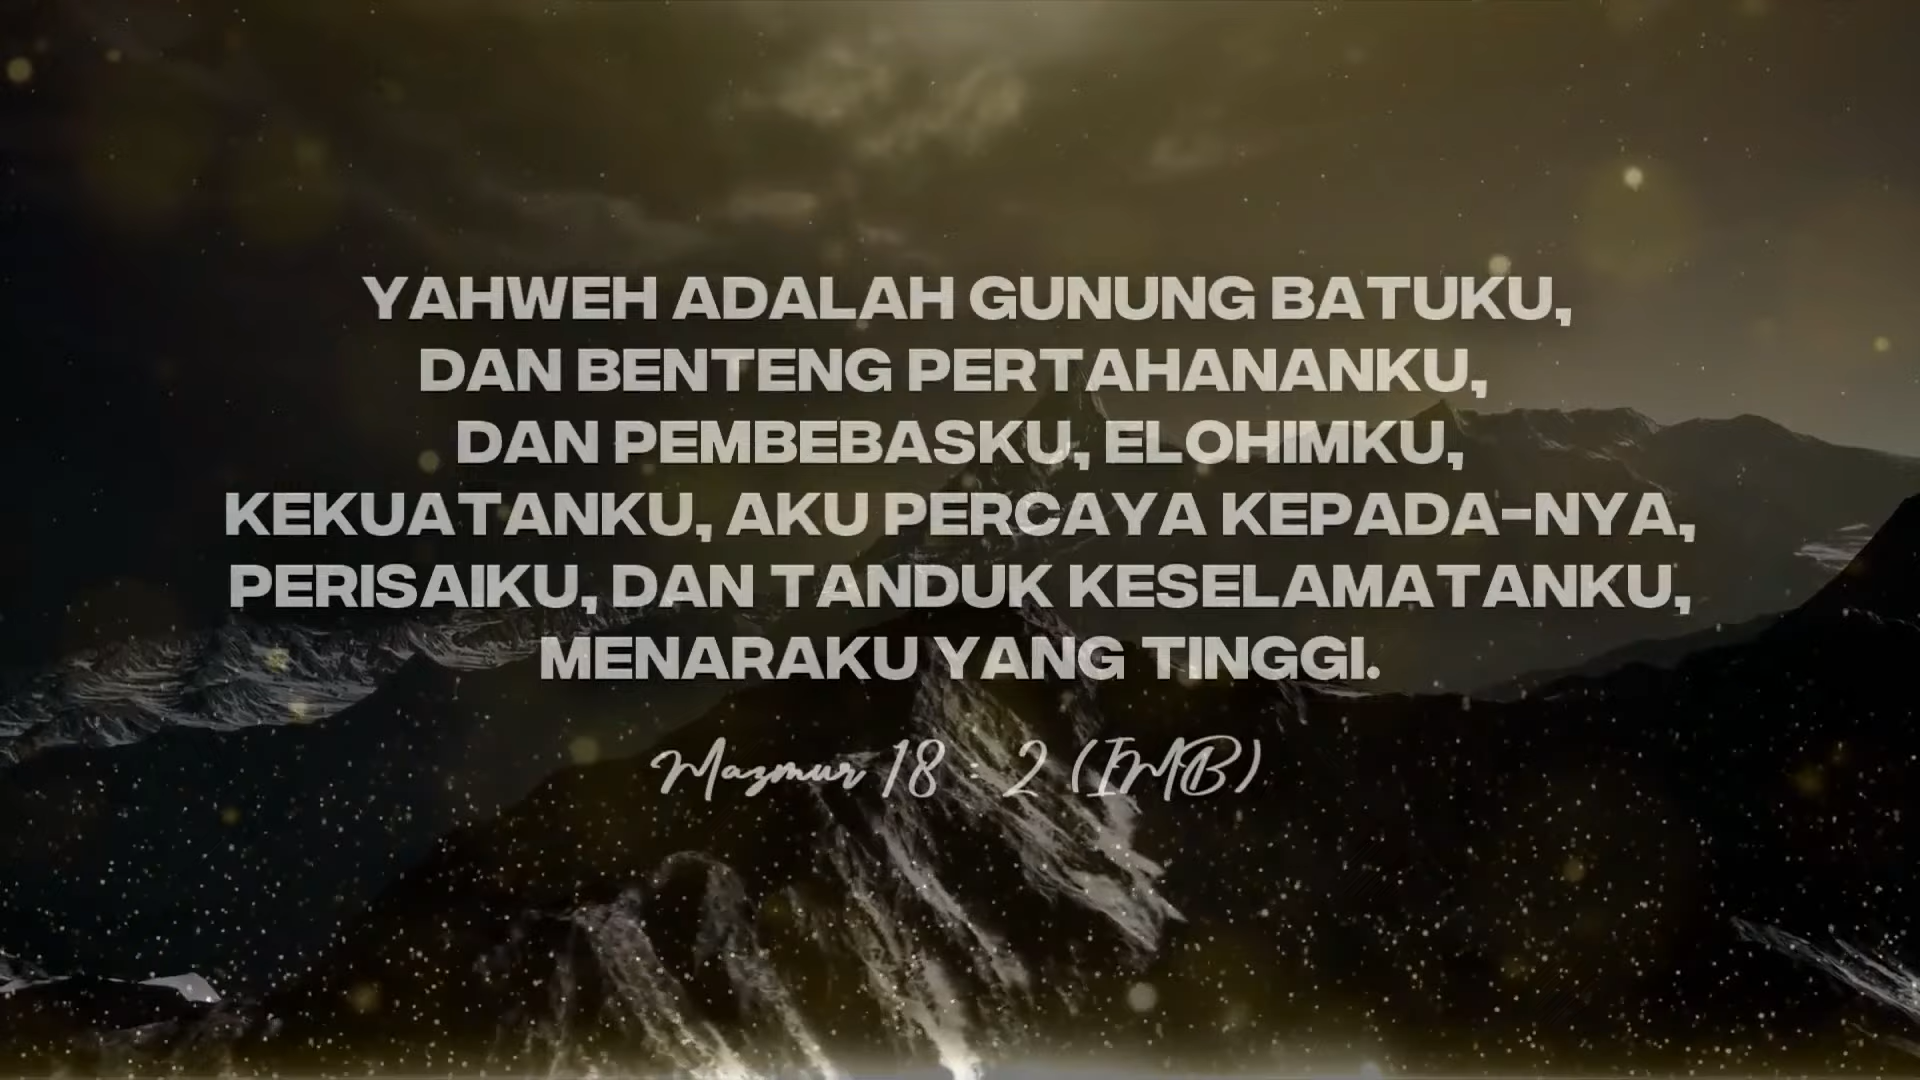 YAHWEH ADALAH GUNUNG BATUKU,
DAN BENTENG PERTAHANANKU,
DAN PEMBEBASKU, ELOHIMKU,
KEKUATANKU, AKU PERCAYA KEPADA-NYA,
PERISAIKU, DAN TANDUK KESELAMATANKU,
MENARAKU YANG TINGGI.
Mazmur 18 : 2 (IMB)